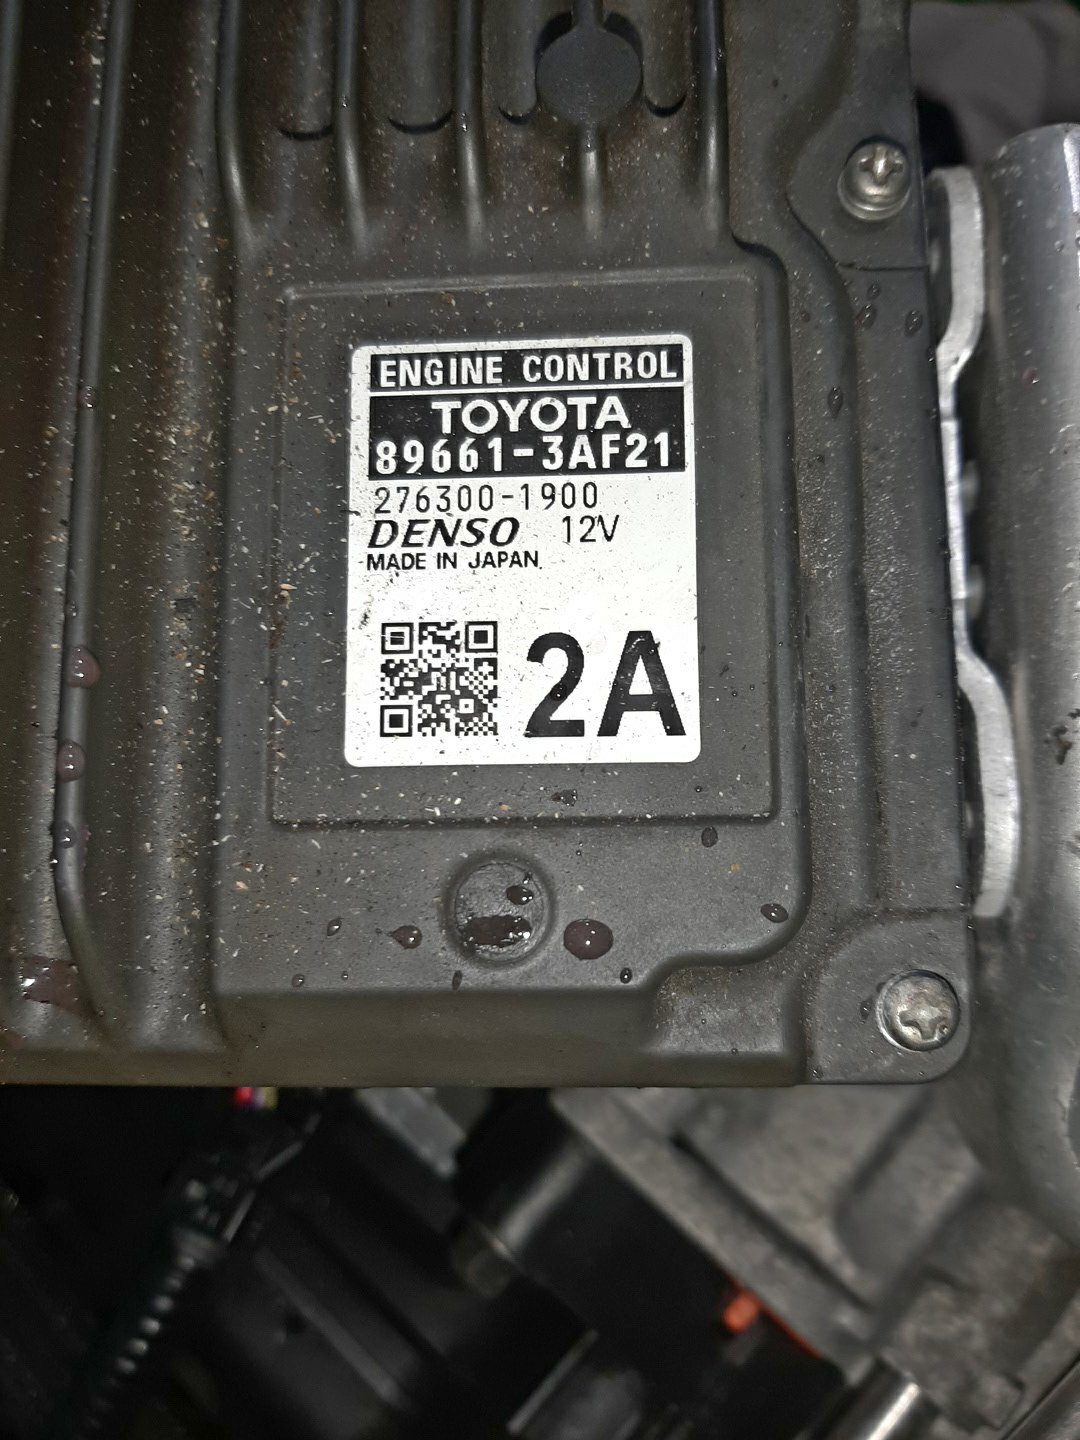 ENGINE CONTROL
TOYOTA
89661-3AF21
276300-1900
DENSO 12V
MADE IN JAPAN
2A